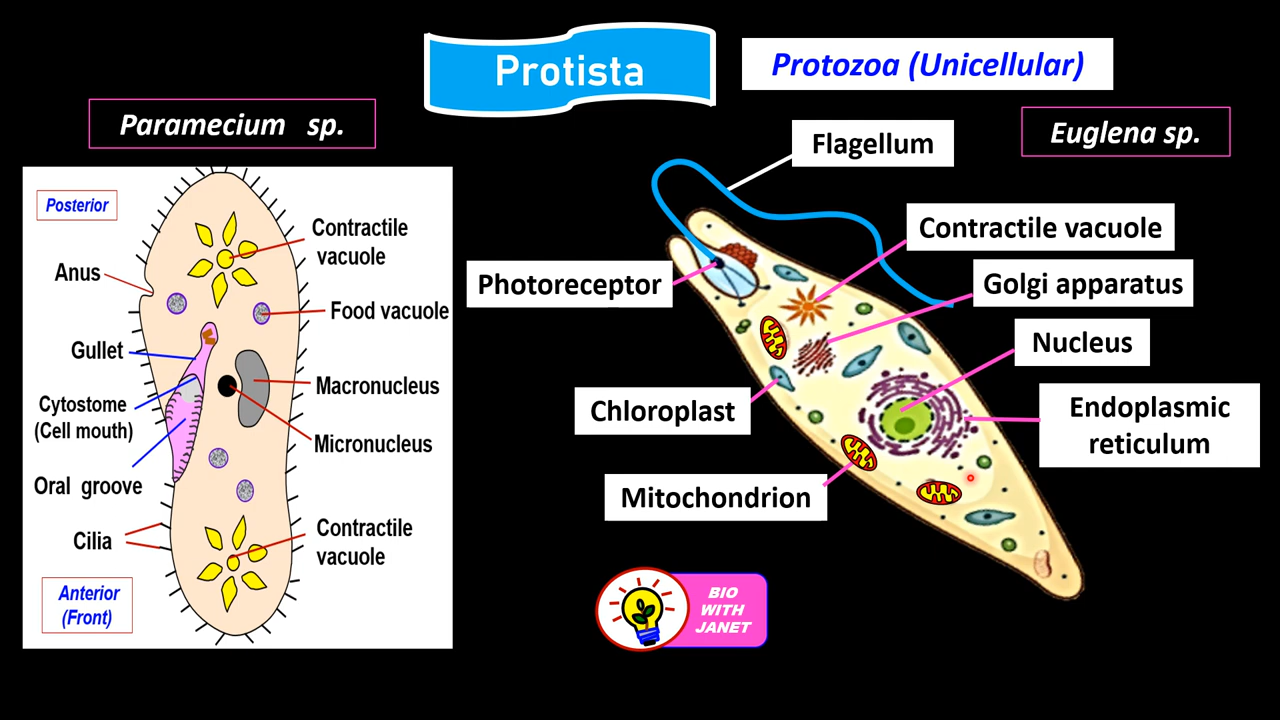 Protista
Protozoa (Unicellular)
Paramecium sp.
Posterior
Contractile
vacuole
Anus
Food vacuole
Gullet
Macronucleus
Cytostome
(Cell mouth)
Micronucleus
Oral groove
Contractile
vacuole
Cilia
Anterior
(Front)
Euglena sp.
Flagellum
Contractile vacuole
Photoreceptor
Golgi apparatus
Nucleus
Chloroplast
Endoplasmic
reticulum
Mitochondrion
BIO
WITH
JANET